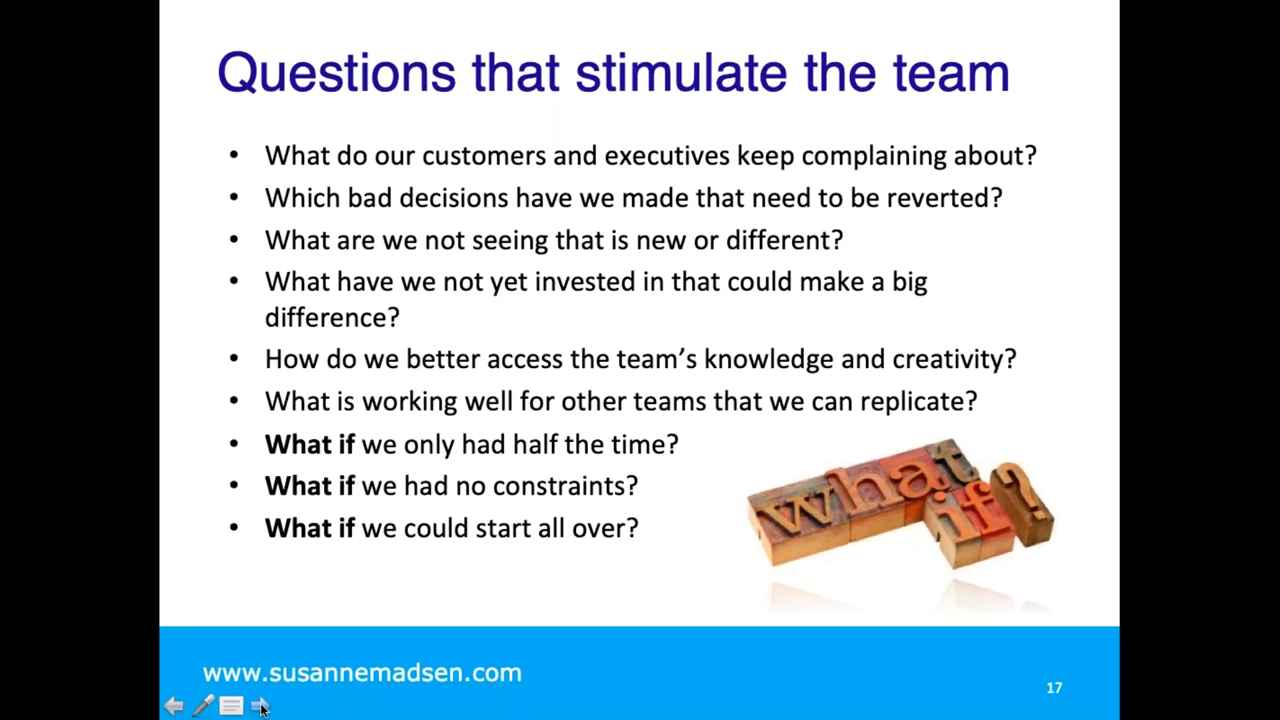 Questions that stimulate the team
• What do our customers and executives keep complaining about?
• Which bad decisions have we made that need to be reverted?
• What are we not seeing that is new or different?
• What have we not yet invested in that could make a big
difference?
• How do we better access the team’s knowledge and creativity?
• What is working well for other teams that we can replicate?
• What if we only had half the time?
• What if we had no constraints?
• What if we could start all over?
what
if?
www.susannemadsen.com
17